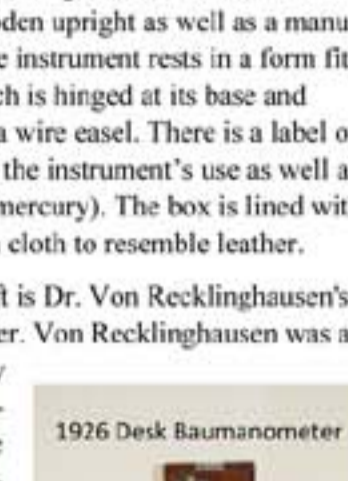 oden upright as well as a manu
e instrument rests in a form fit
ch is hinged at its base and
a wire easel. There is a label o
the instrument's use as well a
mercury). The box is lined wit
cloth to resemble leather.
ft is Dr. Von Recklinghausen's
er. Von Recklinghausen was a
y
e
1926 Desk Baumanometer